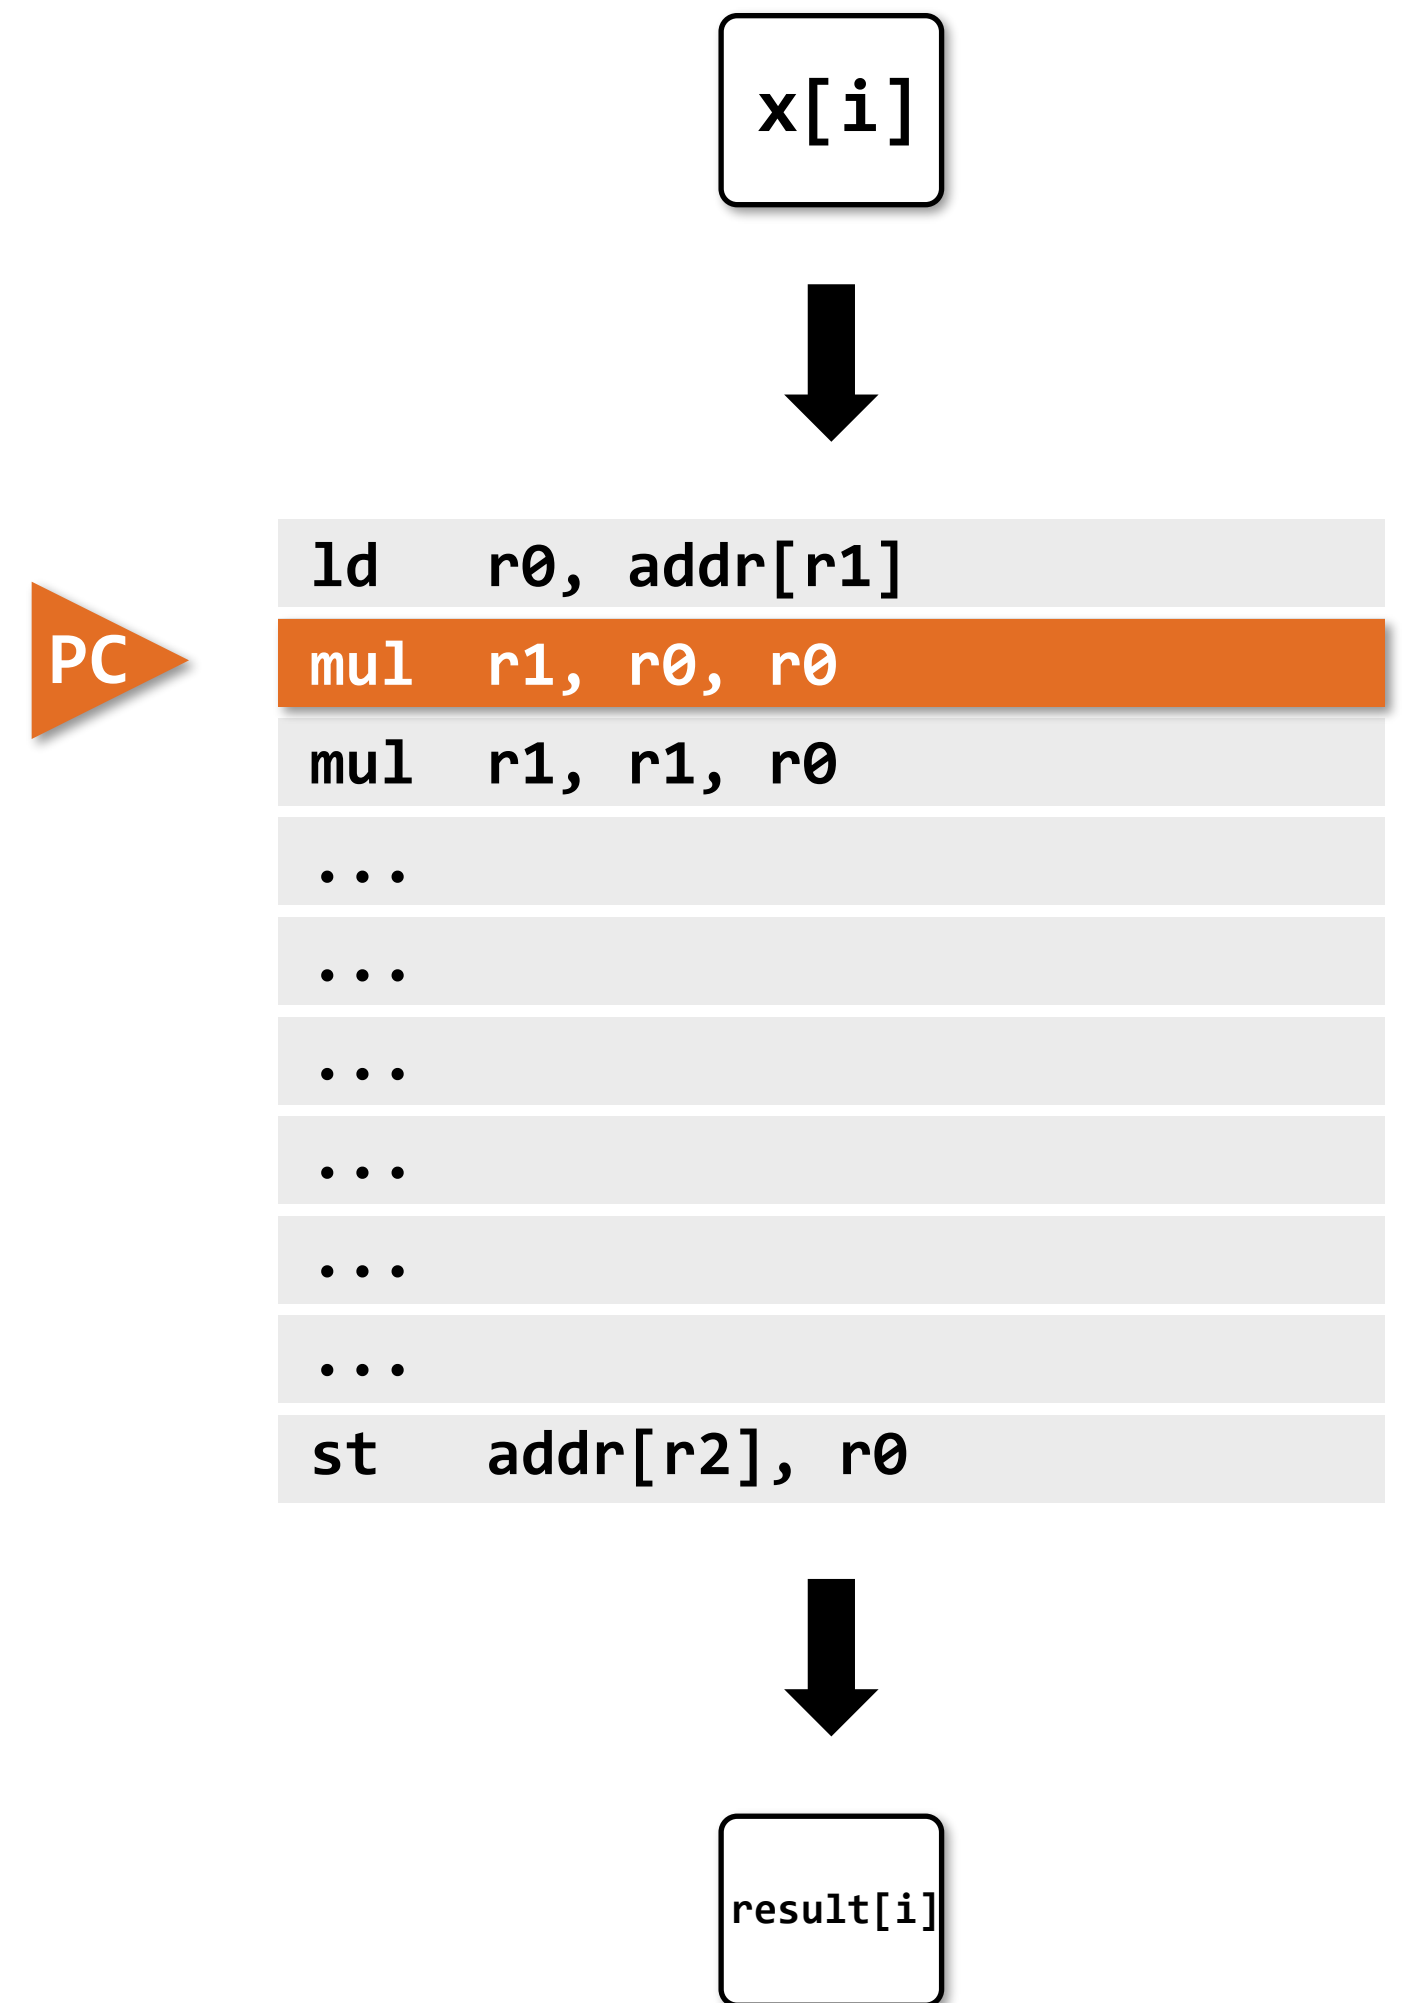 x[i]
ld r0, addr[r1]
PC
mul r1, r0, r0
mul r1, r1, r0
...
...
...
...
...
...
st addr[r2], r0
result[i]